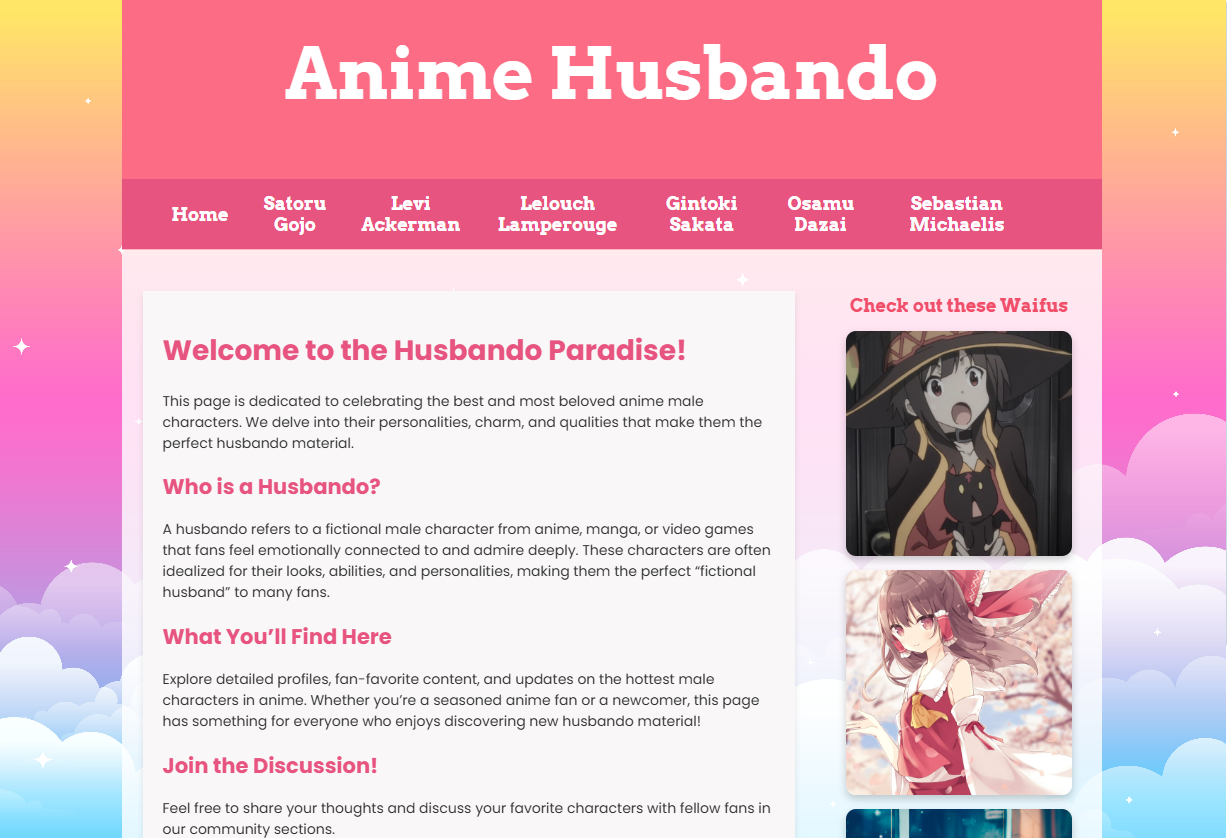 Anime Husbando
Home
Satoru
Gojo
Levi
Ackerman
Lelouch
Lamperouge
Gintoki
Sakata
Osamu
Dazai
Sebastian
Michaelis
Welcome to the Husbando Paradise!
This page is dedicated to celebrating the best and most beloved anime male
characters. We delve into their personalities, charm, and qualities that make them the
perfect husbando material.
Who is a Husbando?
A husbando refers to a fictional male character from anime, manga, or video games
that fans feel emotionally connected to and admire deeply. These characters are often
idealized for their looks, abilities, and personalities, making them the perfect “fictional
husband” to many fans.
What You’ll Find Here
Explore detailed profiles, fan-favorite content, and updates on the hottest male
characters in anime. Whether you’re a seasoned anime fan or a newcomer, this page
has something for everyone who enjoys discovering new husbando material!
Join the Discussion!
Feel free to share your thoughts and discuss your favorite characters with fellow fans in
our community sections.
Check out these Waifus